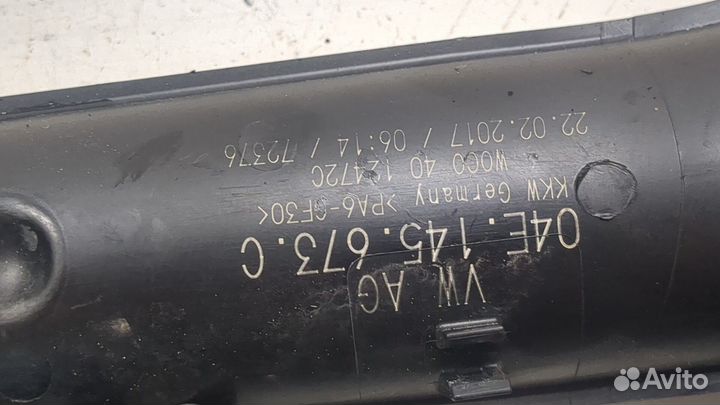 VW AG
04E.145.673.C
KKW Germany >PA6-GF30<
WOCO 40 12472C
22.02.2017 / 06:14 / 72376
Avito